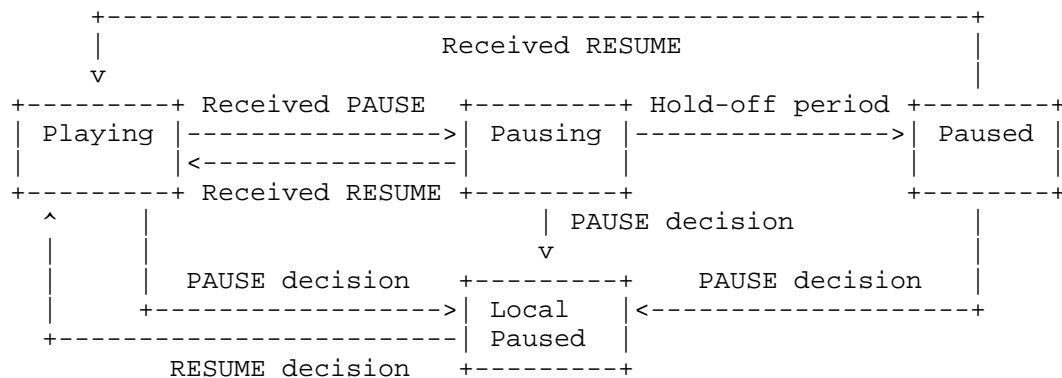 Received RESUME
Received PAUSE Hold-off period
Playing Pausing Paused
Received RESUME
PAUSE decision
PAUSE decision PAUSE decision
Local
Paused
RESUME decision